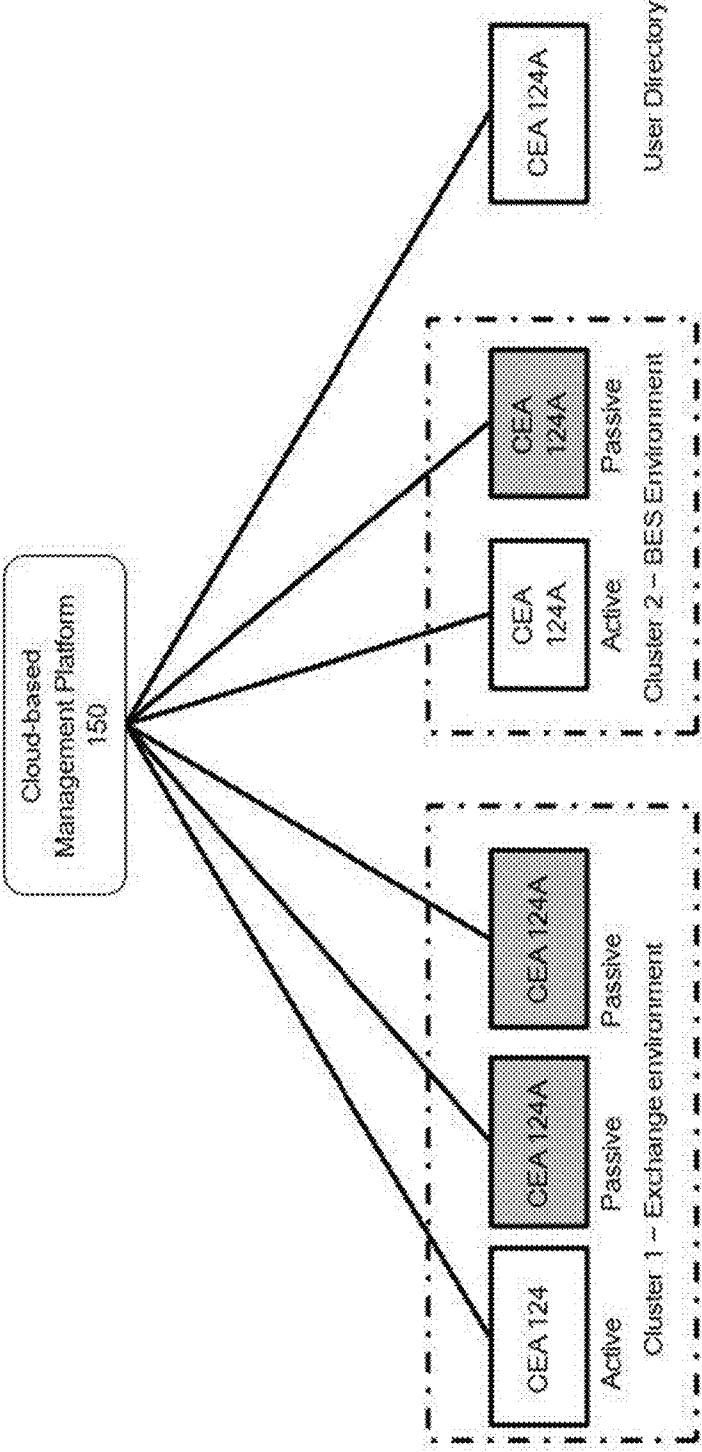 Cloud-based
Management Platform
150
CEA 124
Active
CEA 124A
Passive
CEA 124A
Passive
Cluster 1 – Exchange environment
CEA
124A
Active
CEA
124A
Passive
Cluster 2 – BES Environment
CEA 124A
User Directory